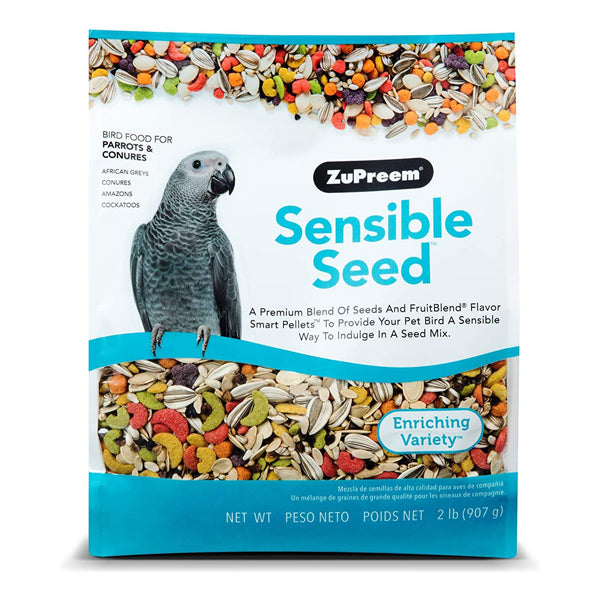 BIRD FOOD FOR
PARROTS &
CONURES
AFRICAN GREYS
CONURES
AMAZONS
COCKATOOS
ZuPreem®
Sensible
Seed™
A Premium Blend Of Seeds And FruitBlend® Flavor
Smart Pellets™ To Provide Your Pet Bird A Sensible
Way To Indulge In A Seed Mix.
Enriching
Variety™
Mezcla de semillas de alta calidad para aves de compañía
Un mélange de graines de grande qualité pour les oiseaux de compagnie
NET WT PESO NETO POIDS NET 2 lb (907 g)